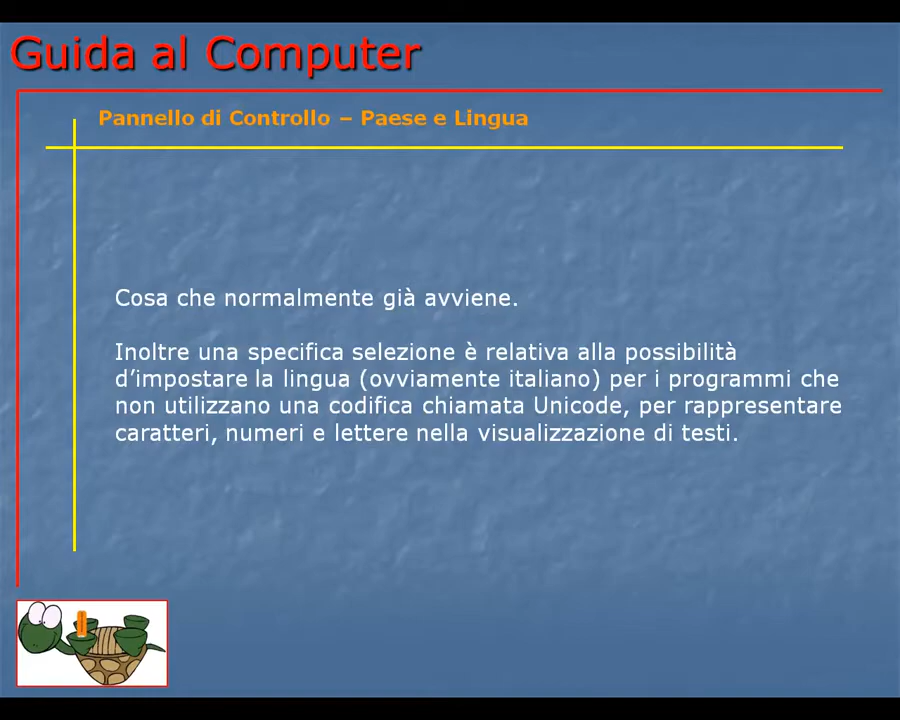 Guida al Computer
Pannello di Controllo – Paese e Lingua
Cosa che normalmente già avviene.
Inoltre una specifica selezione è relativa alla possibilità
d’impostare la lingua (ovviamente italiano) per i programmi che
non utilizzano una codifica chiamata Unicode, per rappresentare
caratteri, numeri e lettere nella visualizzazione di testi.